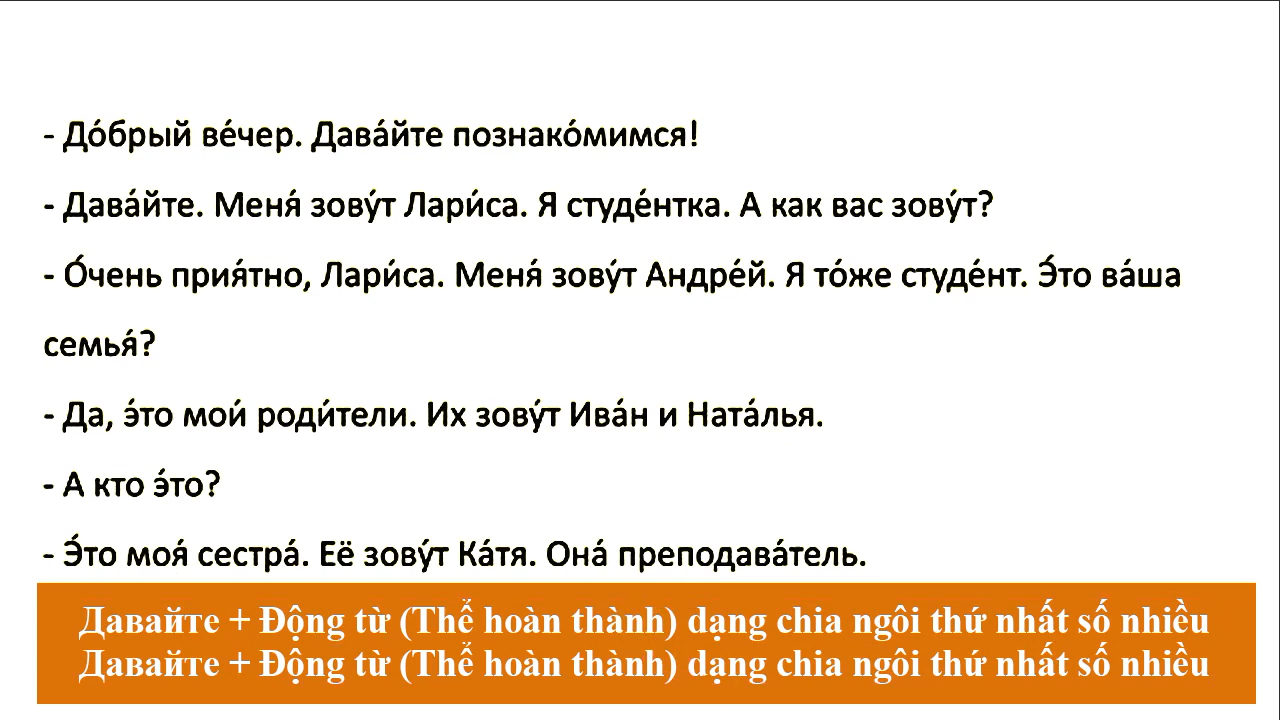 - До́брый ве́чер. Дава́йте познако́мимся!
- Дава́йте. Меня́ зову́т Лари́са. Я студе́нтка. А как вас зову́т?
- О́чень прия́тно, Лари́са. Меня́ зову́т Андре́й. Я то́же студе́нт. Э́то ва́ша
семья́?
- Да, э́то мои́ роди́тели. Их зову́т Ива́н и Ната́лья.
- А кто э́то?
- Э́то моя́ сестра́. Её зову́т Ка́тя. Она́ преподава́тель.
Давайте + Động từ (Thể hoàn thành) dạng chia ngôi thứ nhất số nhiều
Давайте + Động từ (Thể hoàn thành) dạng chia ngôi thứ nhất số nhiều